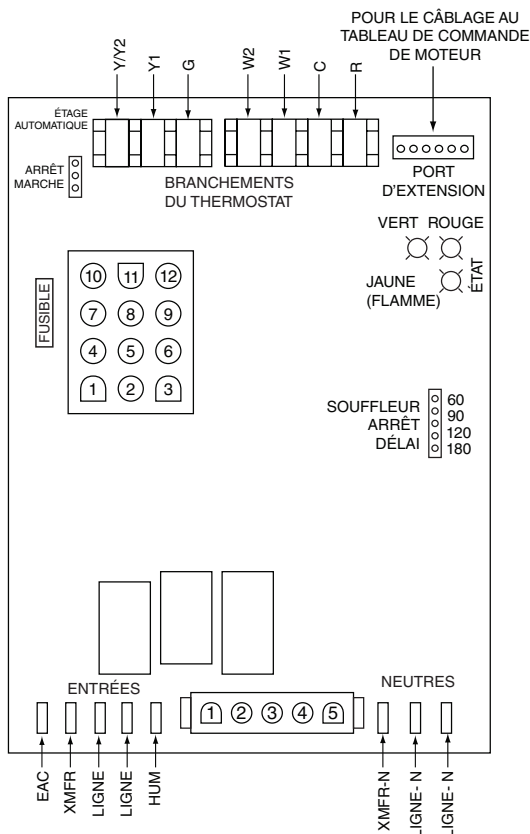 POUR LE CÂBLAGE AU
TABLEAU DE COMMANDE
DE MOTEUR
Y/Y2
Y1
G
W2
W1
C
R
ÉTAGE
AUTOMATIQUE
ARRÊT
MARCHE
BRANCHEMENTS
DU THERMOSTAT
PORT
D'EXTENSION
VERT ROUGE
JAUNE
(FLAMME)
ÉTAT
FUSIBLE
10 11 12
7 8 9
4 5 6
1 2 3
SOUFFLEUR
ARRÊT
DÉLAI
60
90
120
180
ENTRÉES
NEUTRES
1 2 3 4 5
EAC
XMFR
LIGNE
LIGNE
HUM
XMFR-N
LIGNE- N
LIGNE- N